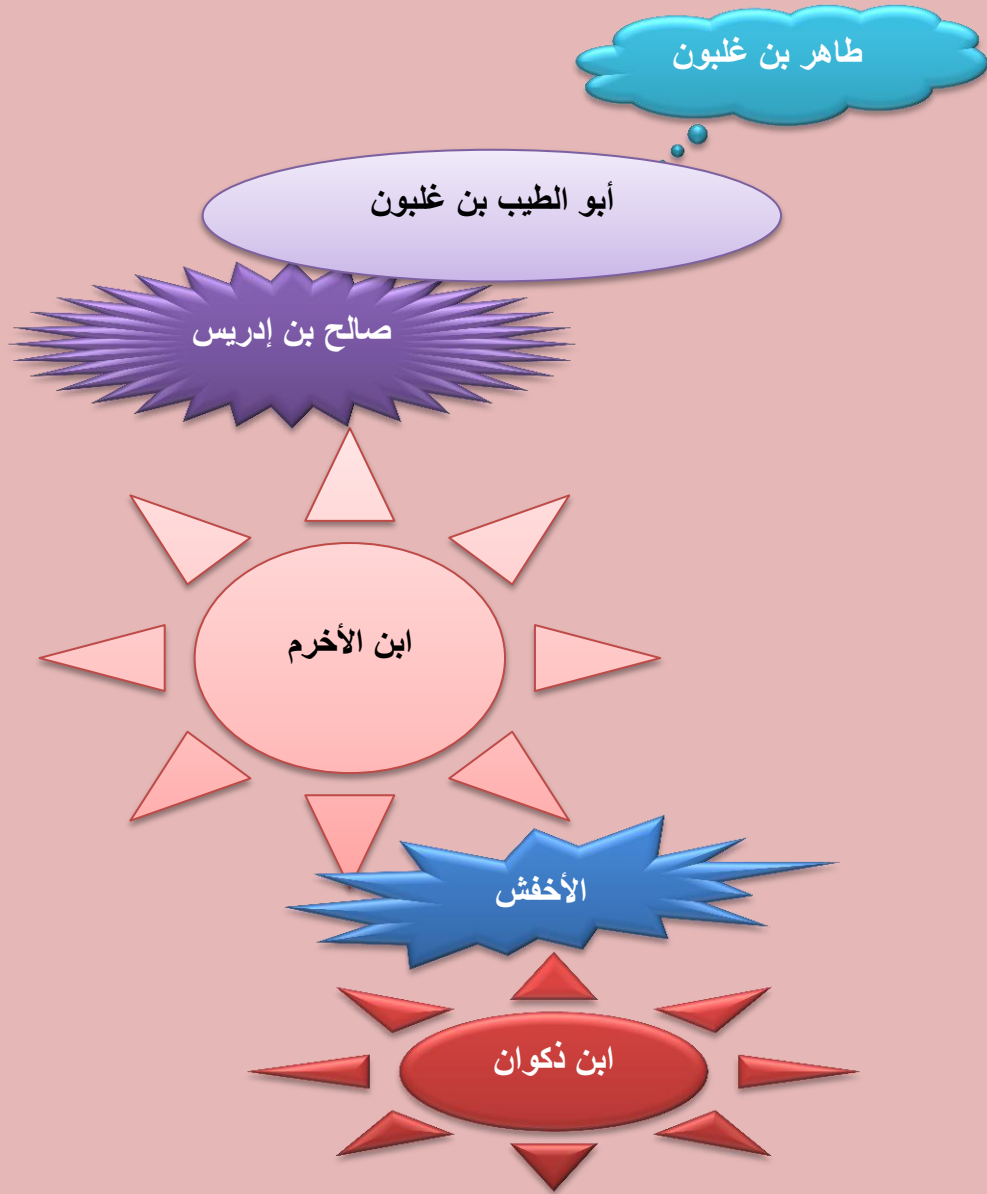 طاهر بن غلبون
أبو الطيب بن غلبون
صالح بن إدريس
ابن الأخرم
الأخفش
ابن ذكوان